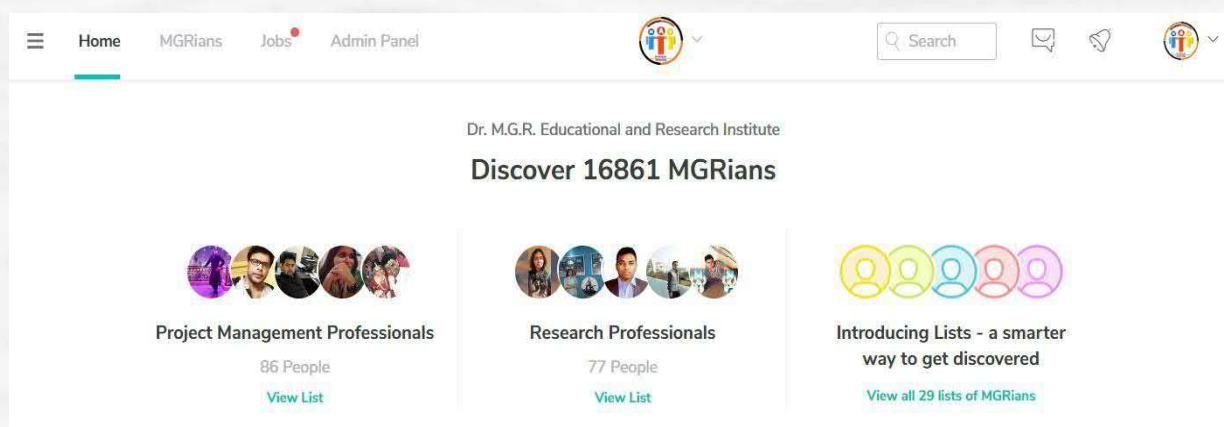 Home MGRians Jobs Admin Panel Search
Dr. M.G.R. Educational and Research Institute
Discover 16861 MGRians
Project Management Professionals
86 People
View List
Research Professionals
77 People
View List
Introducing Lists - a smarter
way to get discovered
View all 29 lists of MGRians